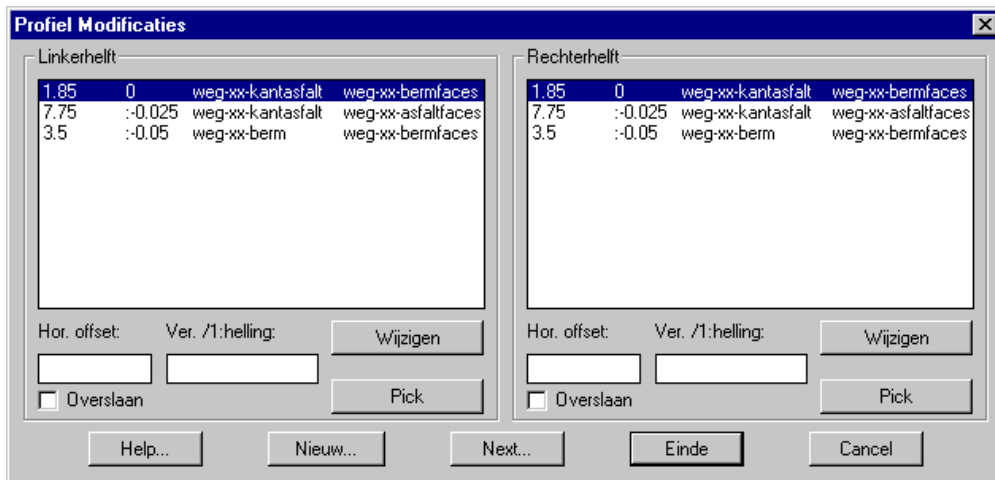 Profiel Modificaties
Linkerhelft
1.85 0 weg-xx-kantasfalt weg-xx-bermfaces
7.75 :-0.025 weg-xx-kantasfalt weg-xx-asfaltfaces
3.5 :-0.05 weg-xx-berm weg-xx-bermfaces
Hor. offset: Ver. /1:helling: Wijzigen
Overslaan Pick
Rechterhelft
1.85 0 weg-xx-kantasfalt weg-xx-bermfaces
7.75 :-0.025 weg-xx-kantasfalt weg-xx-asfaltfaces
3.5 :-0.05 weg-xx-berm weg-xx-bermfaces
Hor. offset: Ver. /1:helling: Wijzigen
Overslaan Pick
Help... Nieuw... Next... Einde Cancel